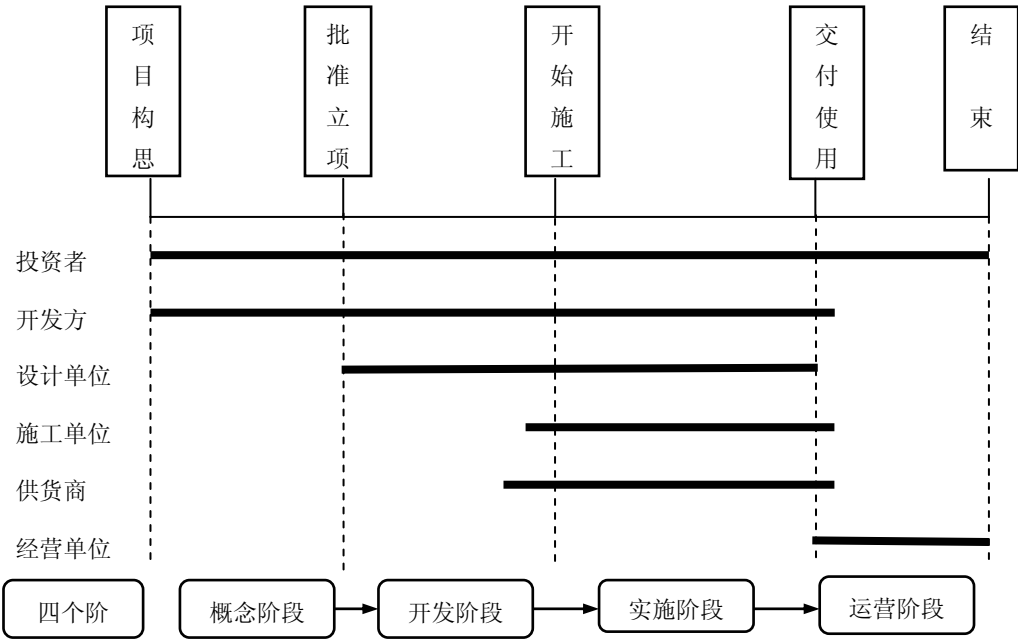 项目构思
批准立项
开始施工
交付使用
结束
投资者
开发方
设计单位
施工单位
供货商
经营单位
四个阶
概念阶段
开发阶段
实施阶段
运营阶段